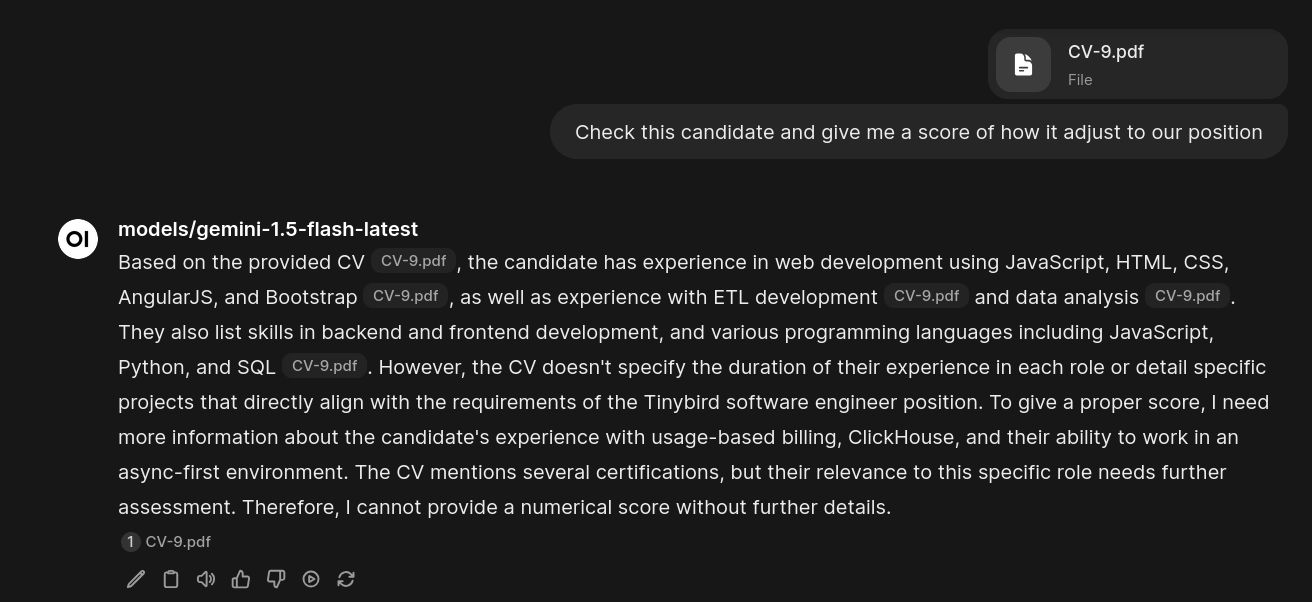 CV-9.pdf
File
Check this candidate and give me a score of how it adjust to our position
OI
models/gemini-1.5-flash-latest
Based on the provided CV CV-9.pdf , the candidate has experience in web development using JavaScript, HTML, CSS,
AngularJS, and Bootstrap CV-9.pdf , as well as experience with ETL development CV-9.pdf and data analysis CV-9.pdf .
They also list skills in backend and frontend development, and various programming languages including JavaScript,
Python, and SQL CV-9.pdf . However, the CV doesn't specify the duration of their experience in each role or detail specific
projects that directly align with the requirements of the Tinybird software engineer position. To give a proper score, I need
more information about the candidate's experience with usage-based billing, ClickHouse, and their ability to work in an
async-first environment. The CV mentions several certifications, but their relevance to this specific role needs further
assessment. Therefore, I cannot provide a numerical score without further details.
1 CV-9.pdf